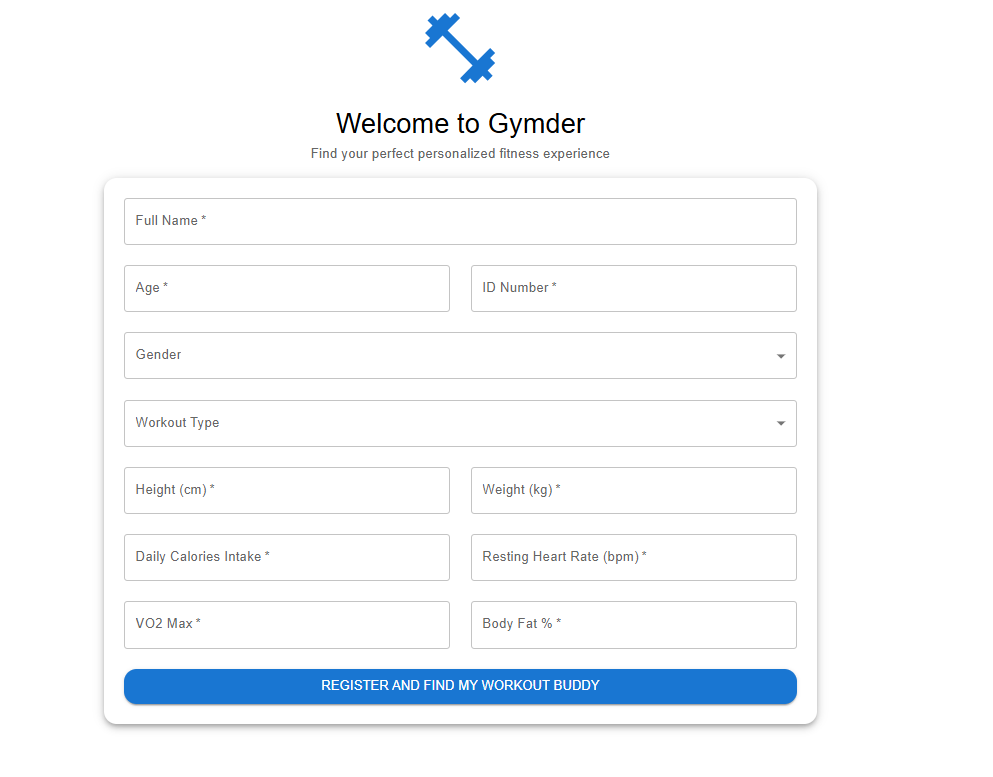 Welcome to Gymder
Find your perfect personalized fitness experience
Full Name *
Age *
ID Number *
Gender
Workout Type
Height (cm) *
Weight (kg) *
Daily Calories Intake *
Resting Heart Rate (bpm) *
VO2 Max *
Body Fat % *
REGISTER AND FIND MY WORKOUT BUDDY